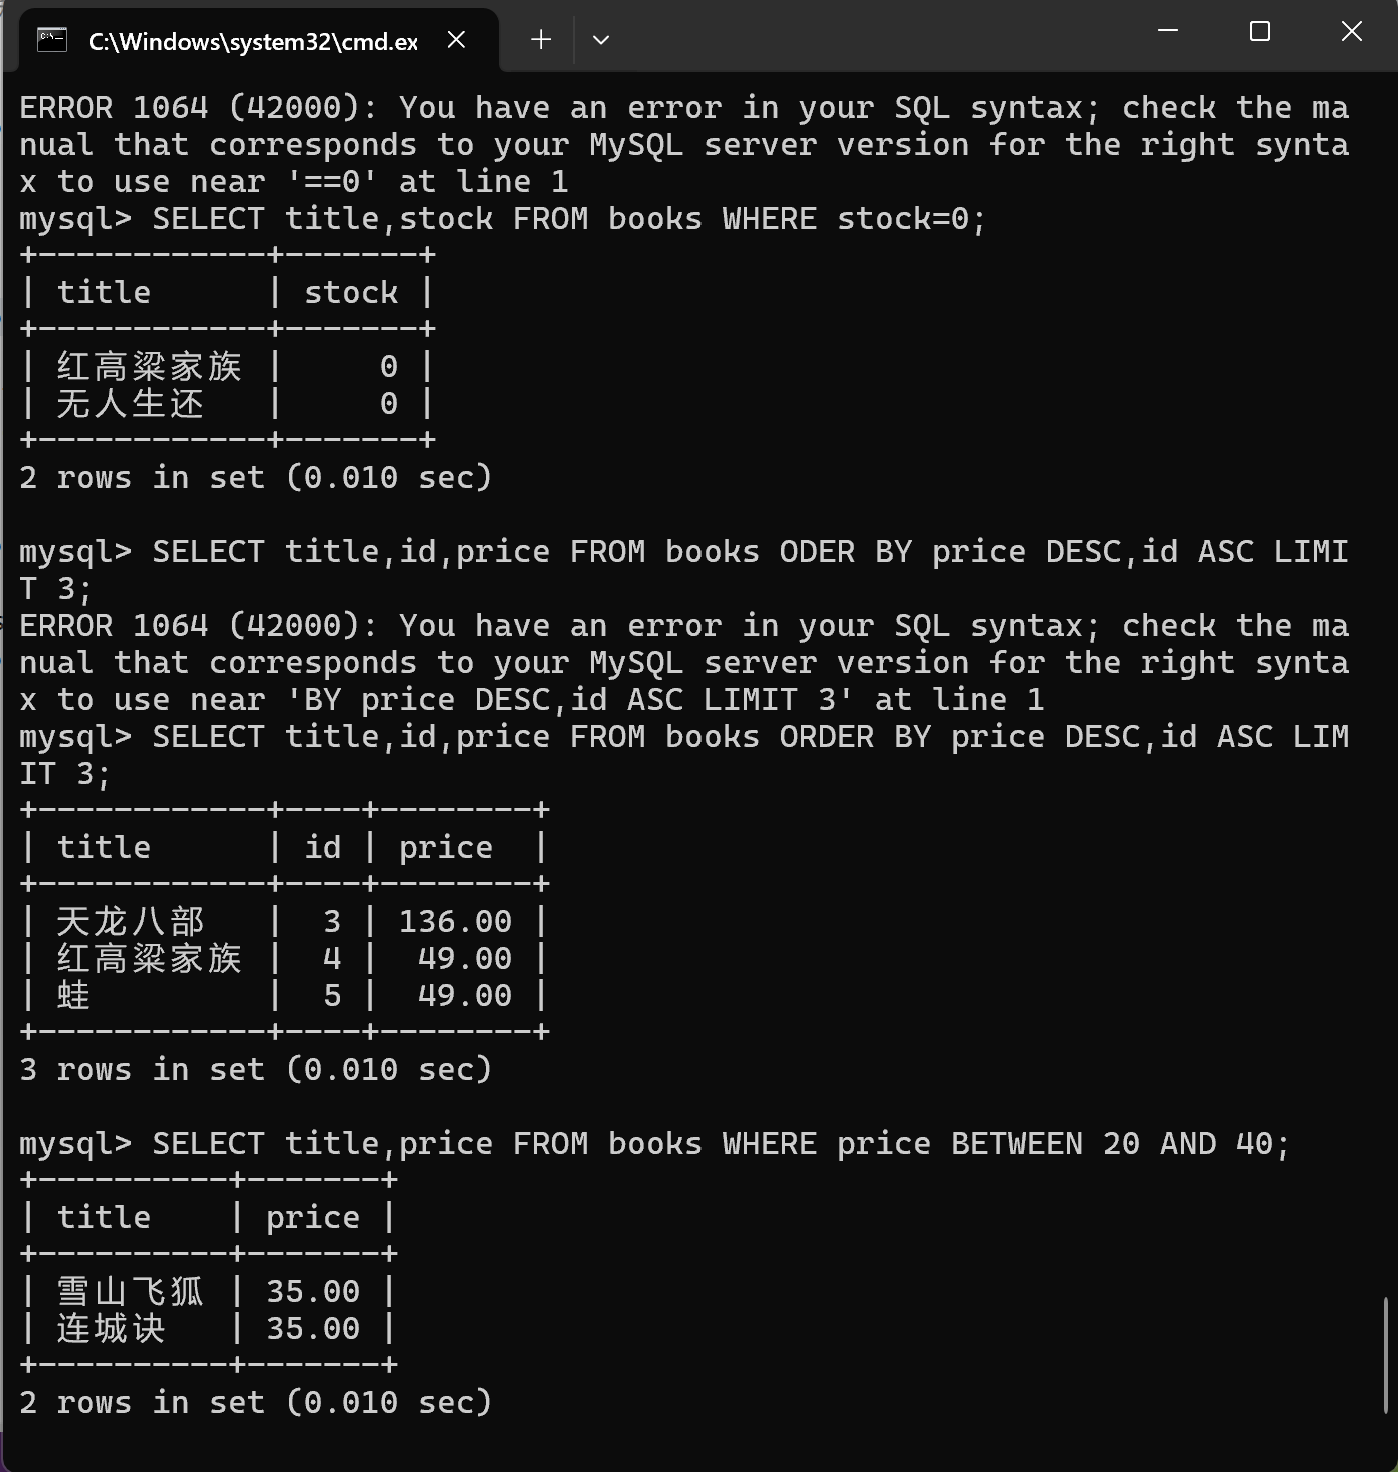 C:\Windows\system32\cmd.ex
ERROR 1064 (42000): You have an error in your SQL syntax; check the ma
nual that corresponds to your MySQL server version for the right synta
x to use near '==0' at line 1
mysql> SELECT title,stock FROM books WHERE stock=0;
+------------+-------+
| title      | stock |
+------------+-------+
| 红高粱家族 |     0 |
| 无人生还   |     0 |
+------------+-------+
2 rows in set (0.010 sec)

mysql> SELECT title,id,price FROM books ODER BY price DESC,id ASC LIMI
T 3;
ERROR 1064 (42000): You have an error in your SQL syntax; check the ma
nual that corresponds to your MySQL server version for the right synta
x to use near 'BY price DESC,id ASC LIMIT 3' at line 1
mysql> SELECT title,id,price FROM books ORDER BY price DESC,id ASC LIM
IT 3;
+------------+----+--------+
| title      | id | price  |
+------------+----+--------+
| 天龙八部   |  3 | 136.00 |
| 红高粱家族 |  4 |  49.00 |
| 蛙         |  5 |  49.00 |
+------------+----+--------+
3 rows in set (0.010 sec)

mysql> SELECT title,price FROM books WHERE price BETWEEN 20 AND 40;
+----------+-------+
| title    | price |
+----------+-------+
| 雪山飞狐 | 35.00 |
| 连城诀   | 35.00 |
+----------+-------+
2 rows in set (0.010 sec)